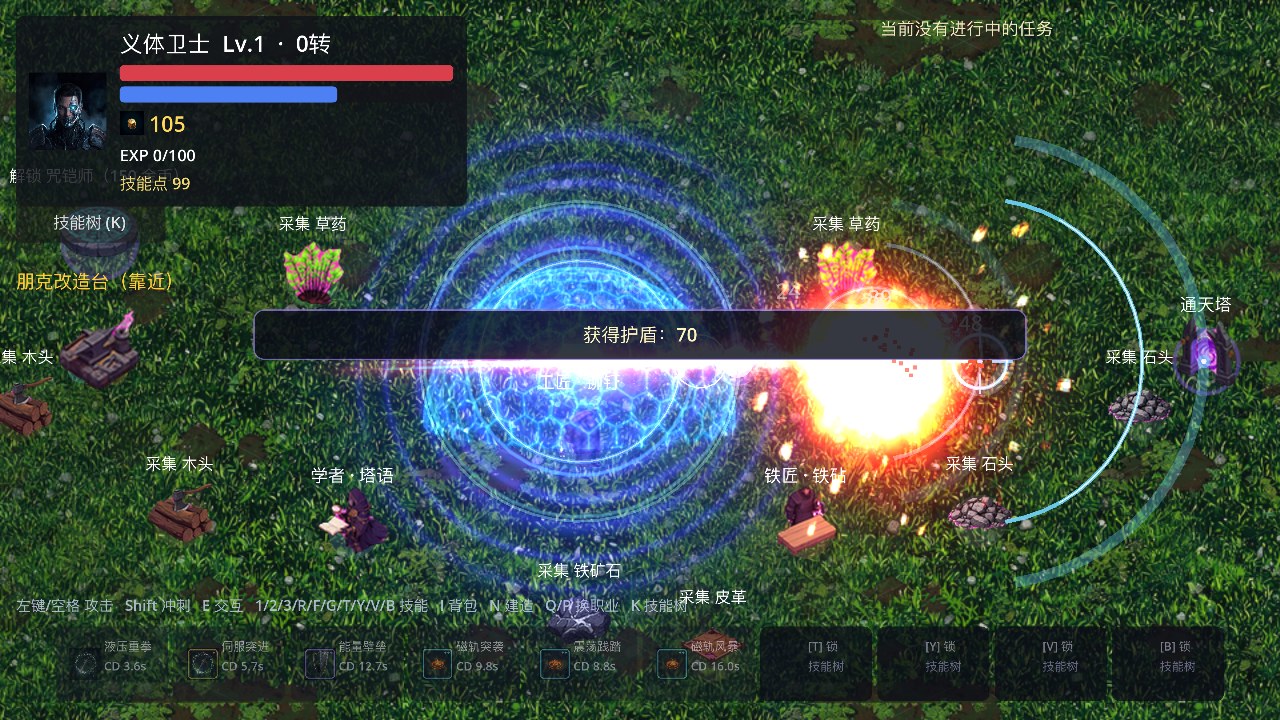 义体卫士 Lv.1 · 0转
当前没有进行中的任务
105
EXP 0/100
技能点 99
技能树 (K)
采集 草药
采集 草药
朋克改造台（靠近）
通天塔
获得护盾：70
集 木头
采集 石头
采集 木头
学者 · 塔语
铁匠 · 铁砧
采集 石头
采集 铁矿石
采集 皮革
左键/空格 攻击 Shift 冲刺 E 交互 1/2/3/R/F/G/T/Y/V/B 技能 I 背包 N 建造 O/P 换职业 K 技能树
液压重拳
CD 3.6s
伺服突进
CD 5.7s
能量壁垒
CD 12.7s
磁轨突袭
CD 9.8s
震荡践踏
CD 8.8s
磁轨风暴
CD 16.0s
[T] 锁
技能树
[Y] 锁
技能树
[V] 锁
技能树
[B] 锁
技能树